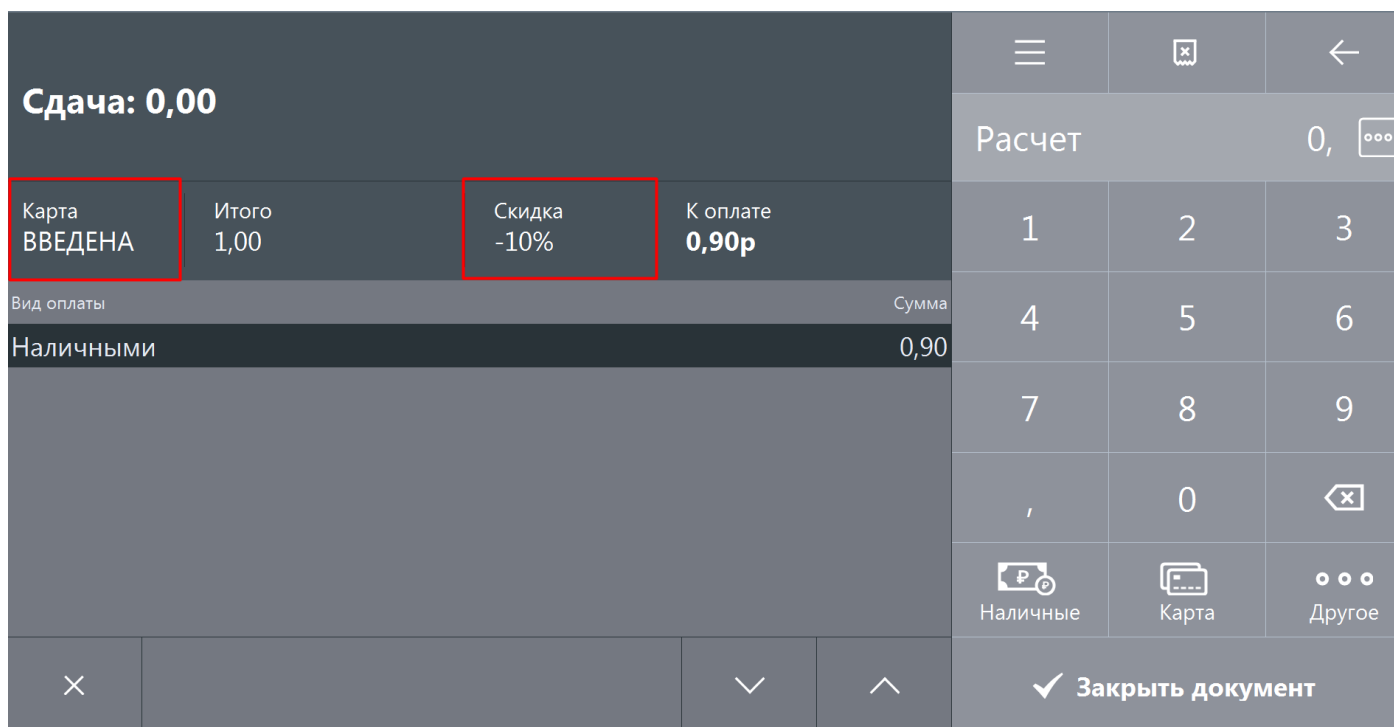 Сдача: 0,00
Карта
ВВЕДЕНА
Итого
1,00
Скидка
-10%
К оплате
0,90р
Вид оплаты Сумма
Наличными 0,90
Расчет 0,
1 2 3
4 5 6
7 8 9
, 0
Наличные Карта Другое
Закрыть документ